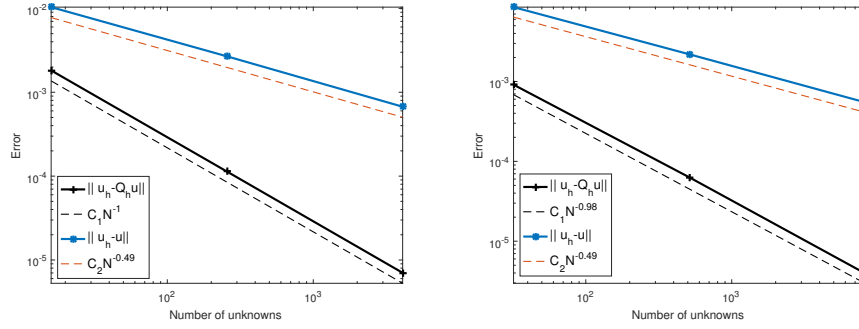 10^-2
10^-3
10^-4
10^-5
Error
|| u_h-Q_h u||
C_1N^-1
|| u_h-u||
C_2N^-0.49
10^2
10^3
Number of unknowns
10^-3
10^-4
10^-5
Error
|| u_h-Q_h u||
C_1N^-0.98
|| u_h-u||
C_2N^-0.49
10^2
10^3
Number of unknowns